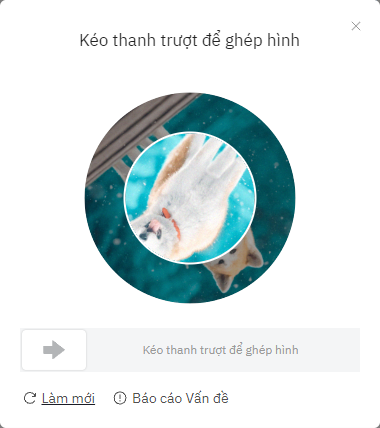 Kéo thanh trượt để ghép hình
Kéo thanh trượt để ghép hình
Làm mới
Báo cáo Vấn đề